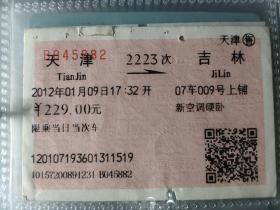 B045882
天津售
天津 2223次 吉林
TianJin JiLin
2012年01月09日17:32开 07车009号上铺
￥229.00元 新空调硬卧
限乘当日当次车
120107193601311519
10157200891231 B045882